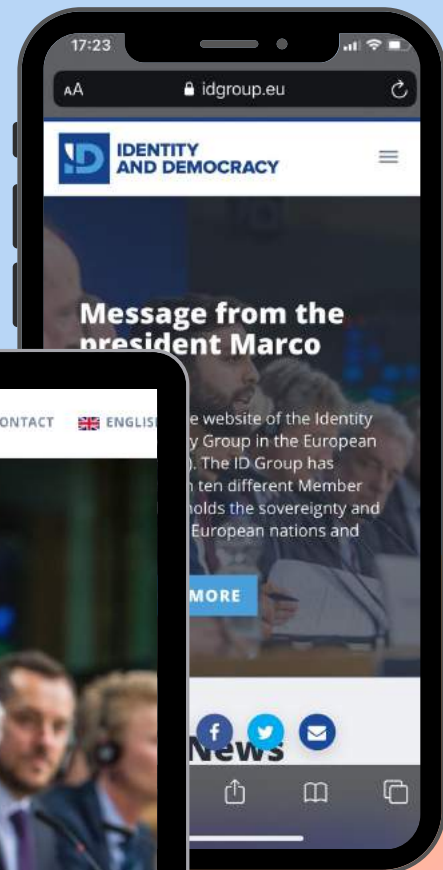 17:23
AA
idgroup.eu
IDENTITY
AND DEMOCRACY
Message from the
president Marco
e website of the Identity
y Group in the European
). The ID Group has
ten different Member
olds the sovereignty and
European nations and
MORE
News
ONTACT
ENGLIS